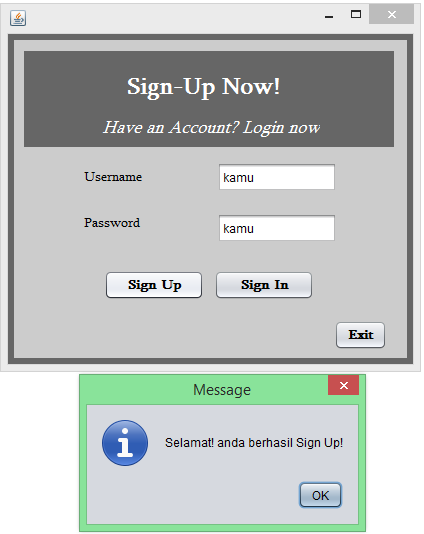 Sign-Up Now!
Have an Account? Login now
Username
kamu
Password
kamu
Sign Up
Sign In
Exit
Message
Selamat! anda berhasil Sign Up!
OK